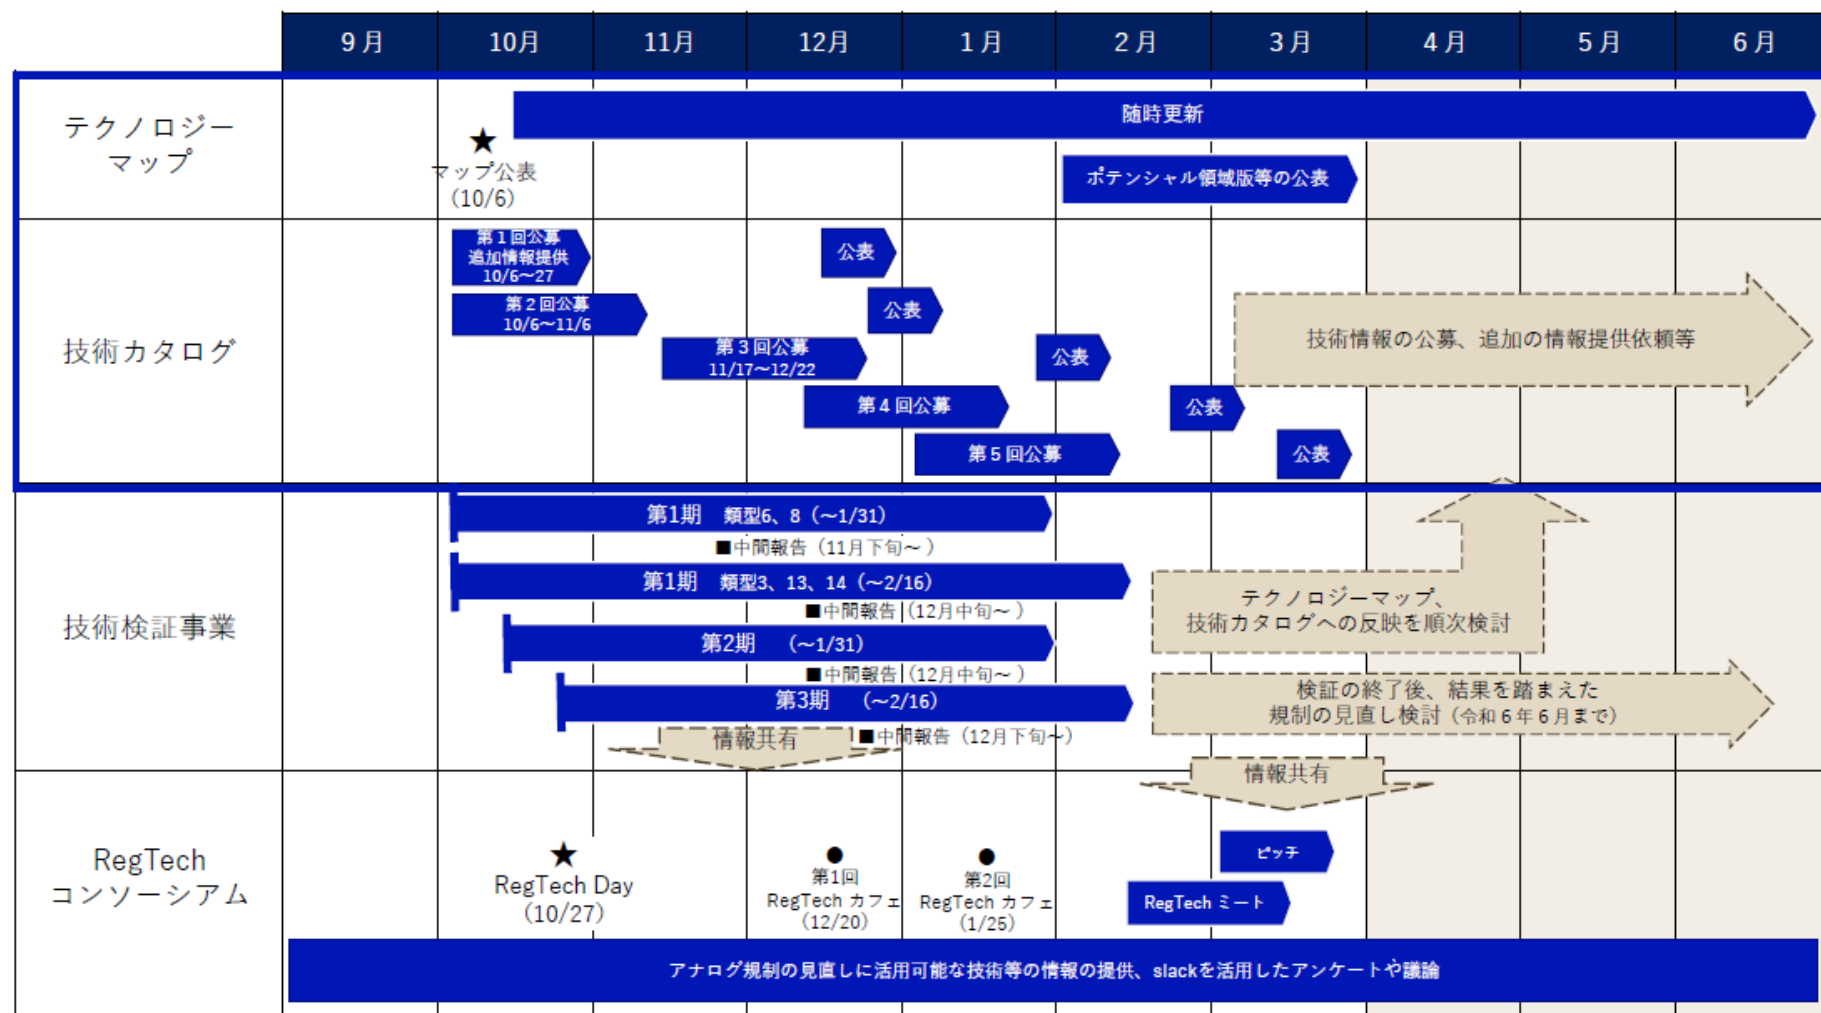 9月
10月
11月
12月
1月
2月
3月
4月
5月
6月
テクノロジー
マップ
随時更新
★
マップ公表
(10/6)
ポテンシャル領域版等の公表
技術カタログ
第1回公募
追加情報提供
10/6～27
公表
第2回公募
10/6～11/6
公表
第3回公募
11/17～12/22
公表
技術情報の公募、追加の情報提供依頼等
第4回公募
公表
第5回公募
公表
技術検証事業
第1期 類型6、8（～1/31）
■中間報告（11月下旬～ ）
第1期 類型3、13、14（～2/16）
■中間報告（12月中旬～ ）
テクノロジーマップ、
技術カタログへの反映を順次検討
第2期 （～1/31）
■中間報告（12月中旬～ ）
第3期 （～2/16）
■中間報告（12月下旬～）
検証の終了後、結果を踏まえた
規制の見直し検討（令和6年6月まで）
情報共有
情報共有
RegTech
コンソーシアム
★
RegTech Day
(10/27)
●
第1回
RegTech カフェ
(12/20)
●
第2回
RegTech カフェ
(1/25)
ピッチ
RegTech ミート
アナログ規制の見直しに活用可能な技術等の情報の提供、slackを活用したアンケートや議論